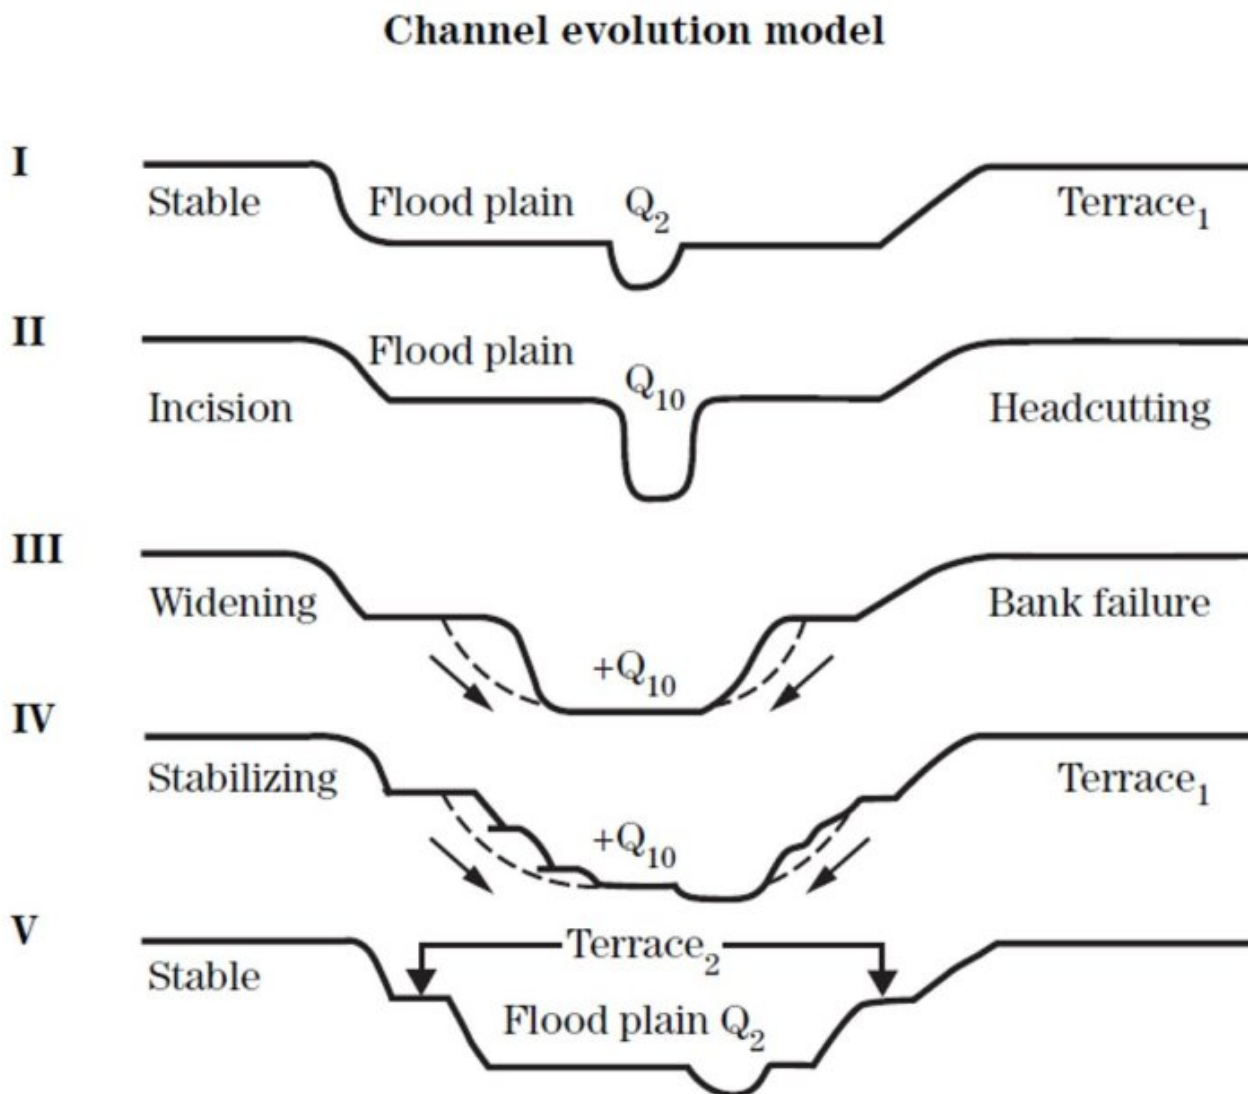 Channel evolution model
I
Stable Flood plain Q₂ Terrace₁
II
Flood plain
Q₁₀
Incision Headcutting
III
Widening Bank failure
+Q₁₀
IV
Stabilizing Terrace₁
+Q₁₀
V
Terrace₂
Stable
Flood plain Q₂